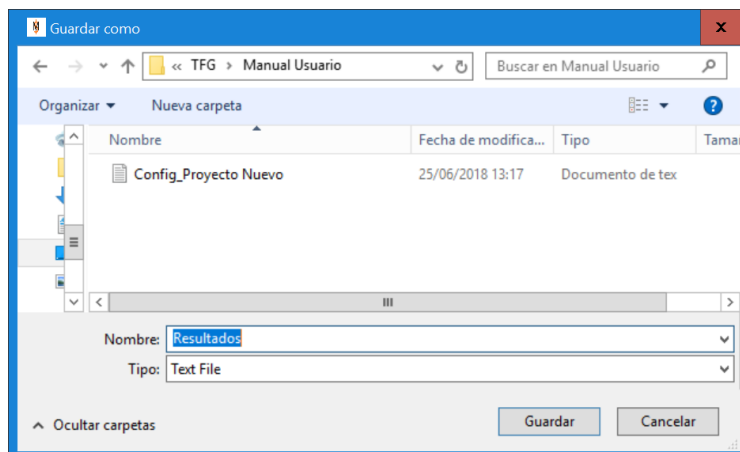 Guardar como
« TFG > Manual Usuario
Buscar en Manual Usuario
Organizar
Nueva carpeta
?
Nombre
Fecha de modifica...
Tipo
Tamañ
Config_Proyecto Nuevo
25/06/2018 13:17
Documento de tex
Nombre:
Resultados
Tipo:
Text File
Ocultar carpetas
Guardar
Cancelar